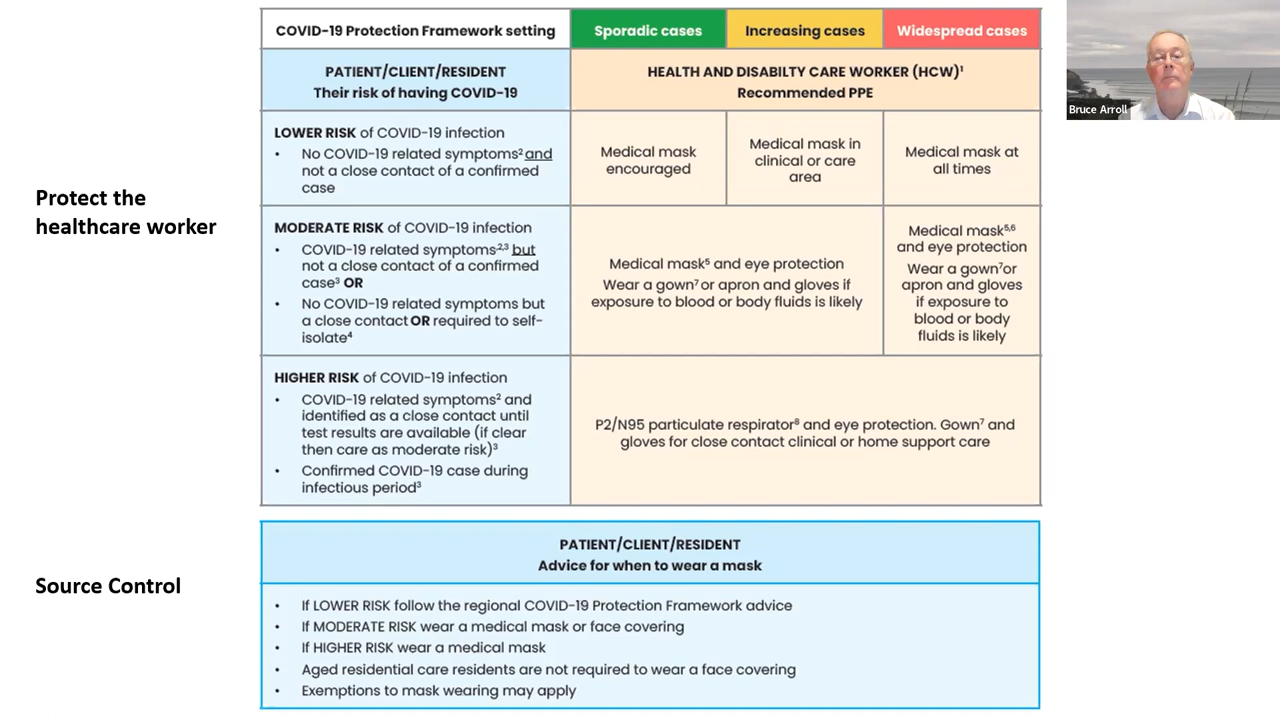 COVID-19 Protection Framework setting
Sporadic cases
Increasing cases
Widespread cases
PATIENT/CLIENT/RESIDENT
Their risk of having COVID-19
HEALTH AND DISABILTY CARE WORKER (HCW)¹
Recommended PPE
Protect the
healthcare worker
LOWER RISK of COVID-19 infection
• No COVID-19 related symptoms² and
not a close contact of a confirmed
case
Medical mask
encouraged
Medical mask in
clinical or care
area
Medical mask at
all times
MODERATE RISK of COVID-19 infection
• COVID-19 related symptoms²,³ but
not a close contact of a confirmed
case³ OR
• No COVID-19 related symptoms but
a close contact OR required to self-
isolate⁴
Medical mask⁵ and eye protection
Wear a gown⁷ or apron and gloves if
exposure to blood or body fluids is likely
Medical mask⁵,⁶
and eye protection
Wear a gown⁷or
apron and gloves
if exposure to
blood or body
fluids is likely
HIGHER RISK of COVID-19 infection
• COVID-19 related symptoms² and
identified as a close contact until
test results are available (if clear
then care as moderate risk)³
• Confirmed COVID-19 case during
infectious period³
P2/N95 particulate respirator⁸ and eye protection. Gown⁷ and
gloves for close contact clinical or home support care
Source Control
PATIENT/CLIENT/RESIDENT
Advice for when to wear a mask
• If LOWER RISK follow the regional COVID-19 Protection Framework advice
• If MODERATE RISK wear a medical mask or face covering
• If HIGHER RISK wear a medical mask
• Aged residential care residents are not required to wear a face covering
• Exemptions to mask wearing may apply
Bruce Arroll